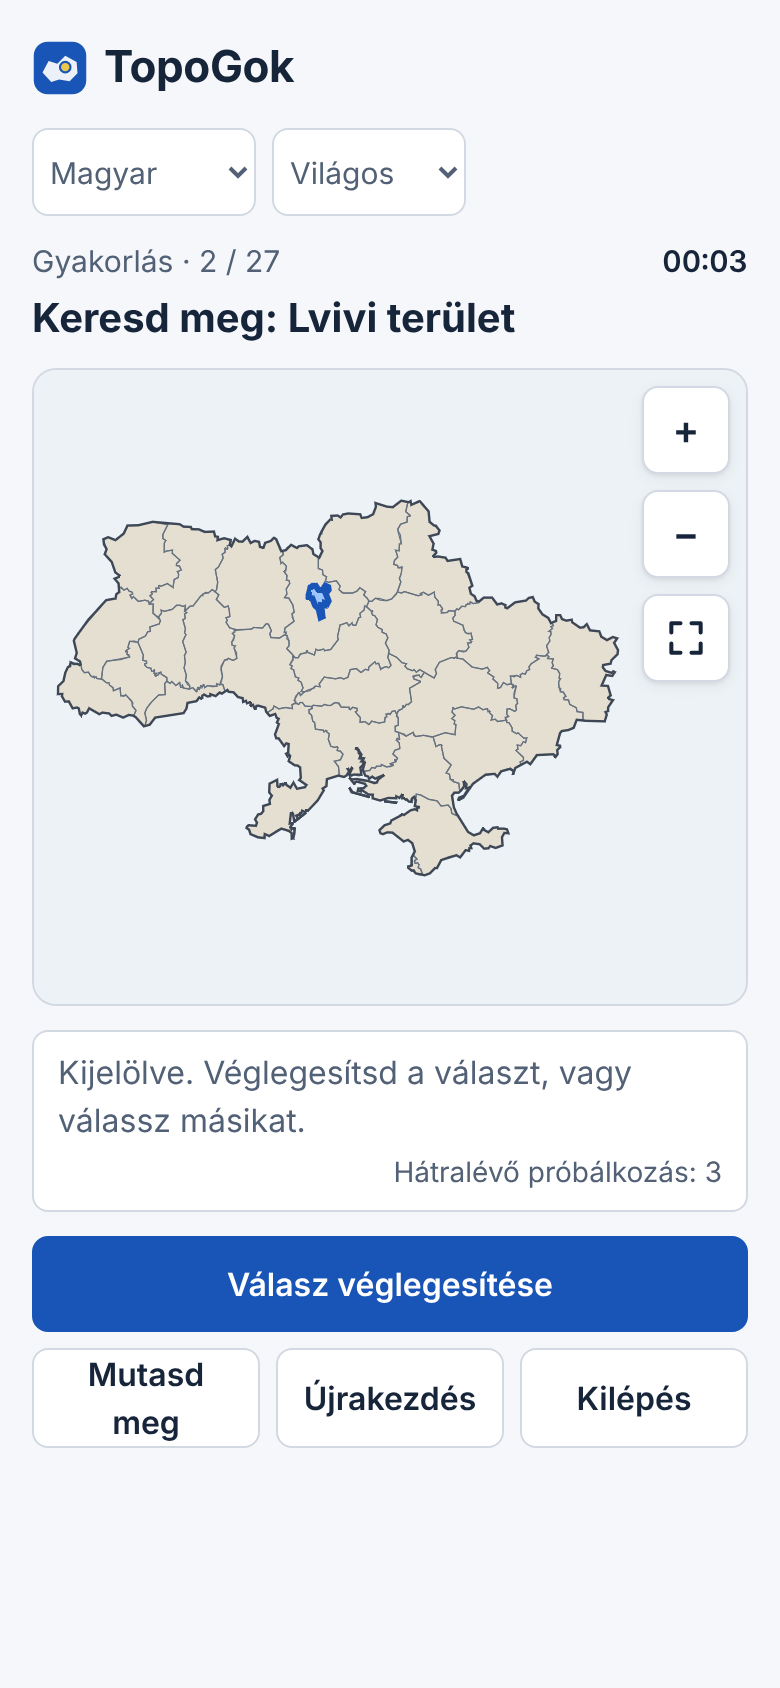 TopoGok
Magyar
Világos
Gyakorlás · 2 / 27
00:03
Keresd meg: Lvivi terület
+
−
Kijelölve. Véglegesítsd a választ, vagy
válassz másikat.
Hátralévő próbálkozás: 3
Válasz véglegesítése
Mutasd
meg
Újrakezdés
Kilépés